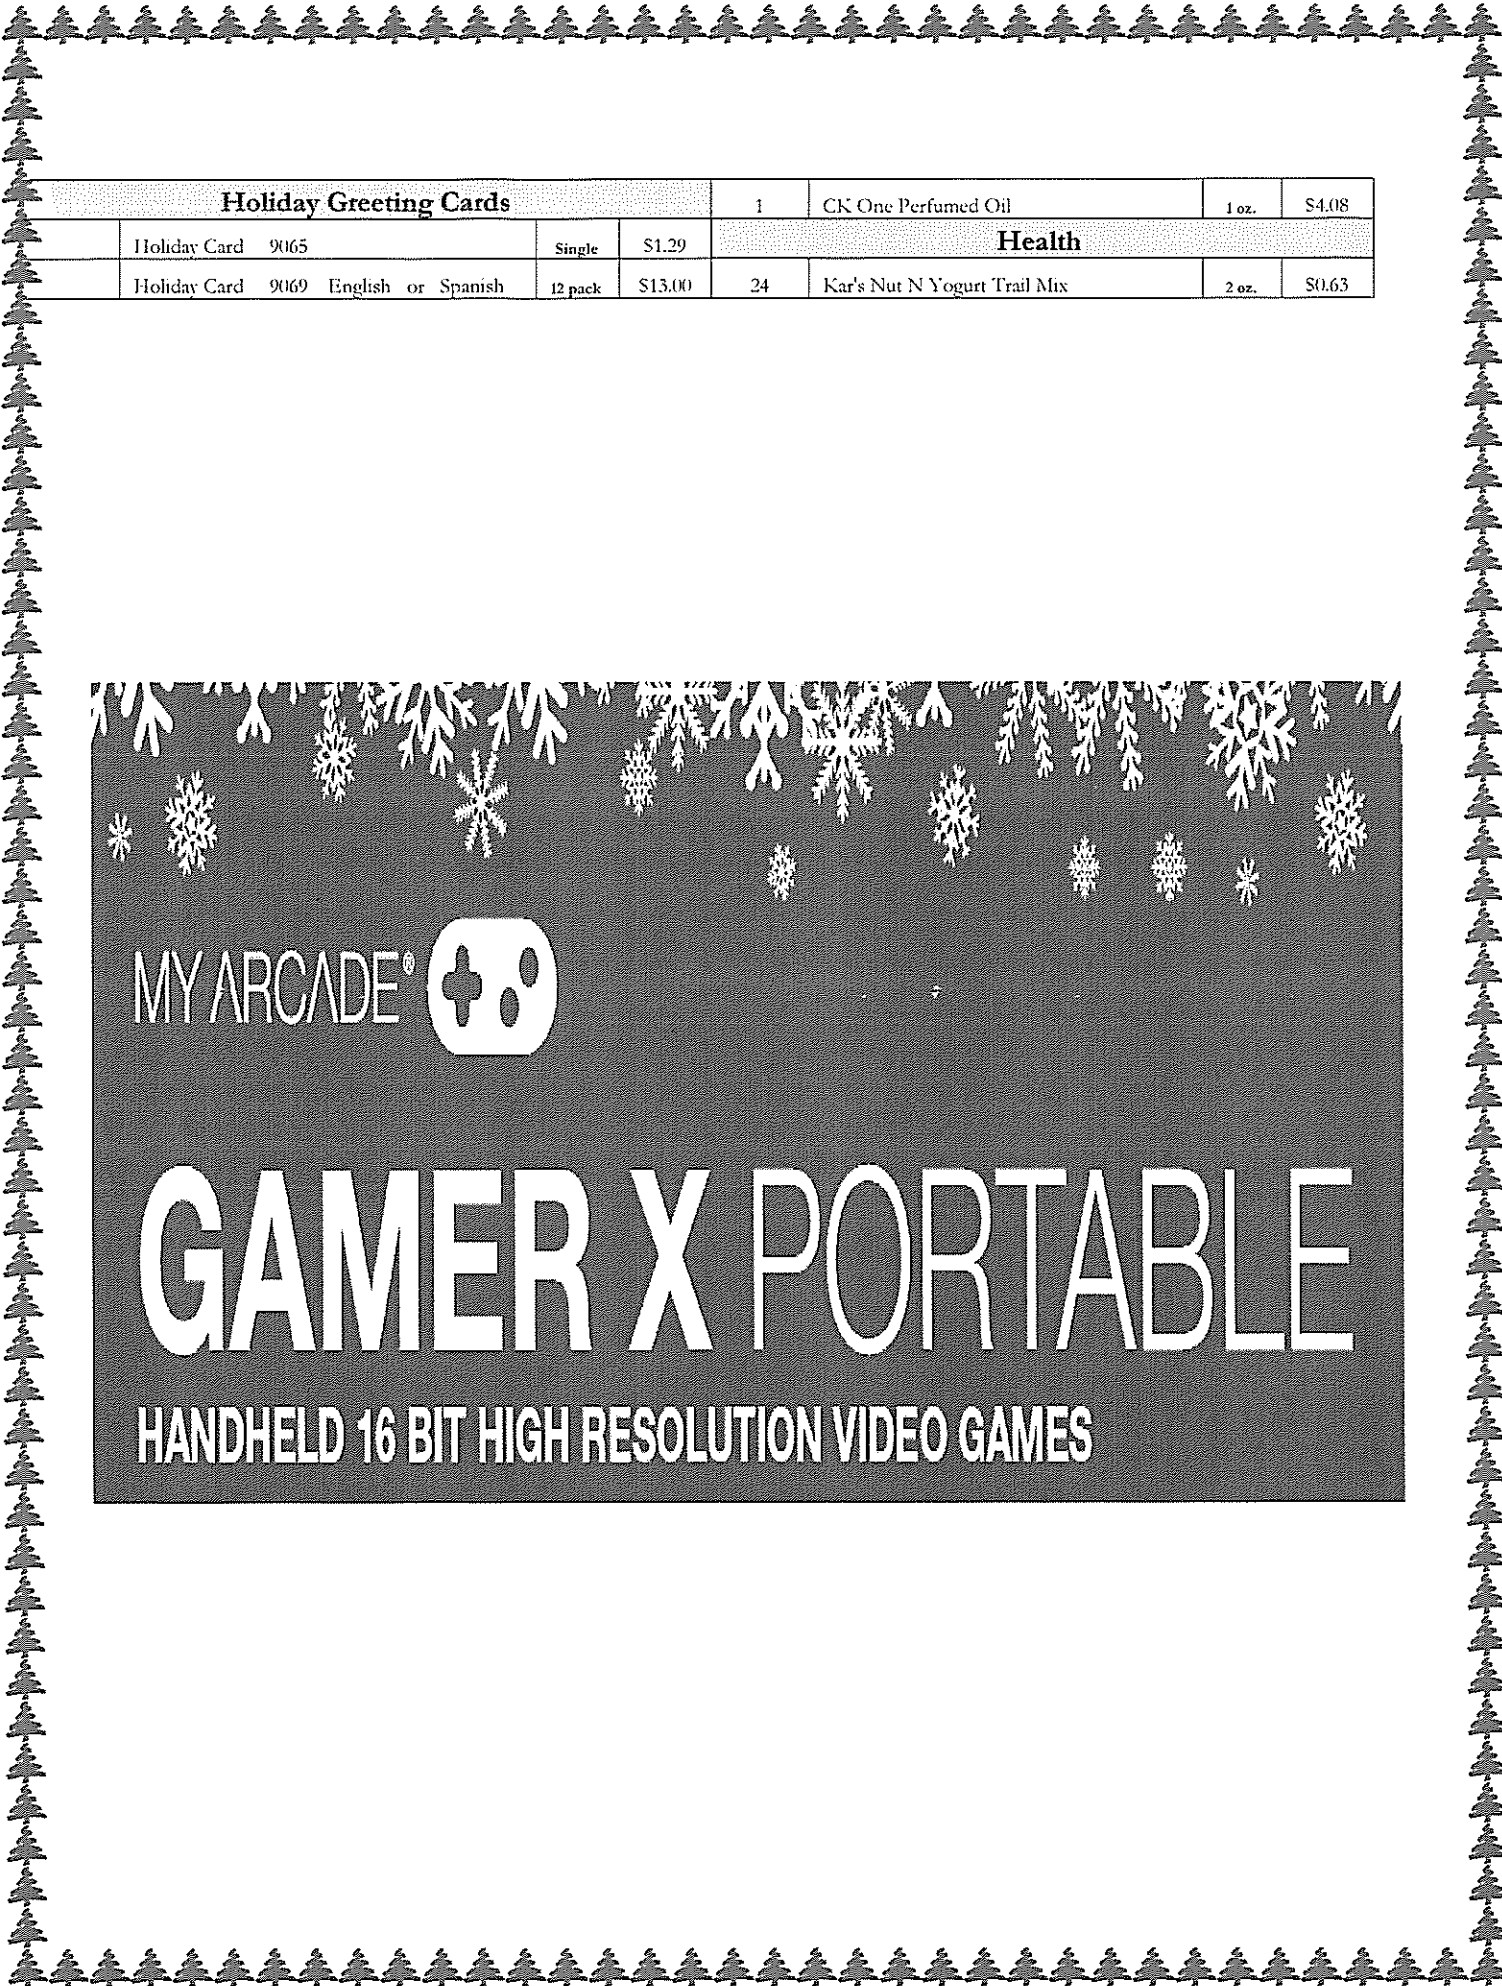 Holiday Greeting Cards 1 CK One Perfumed Oil 1 oz. $4.08
Holiday Card 9065 Single $1.29 Health
Holiday Card 9069 English or Spanish 12 pack $13.00 24 Kar's Nut N Yogurt Trail Mix 2 oz. $0.63
MY ARCADE®
GAMER X PORTABLE
HANDHELD 16 BIT HIGH RESOLUTION VIDEO GAMES